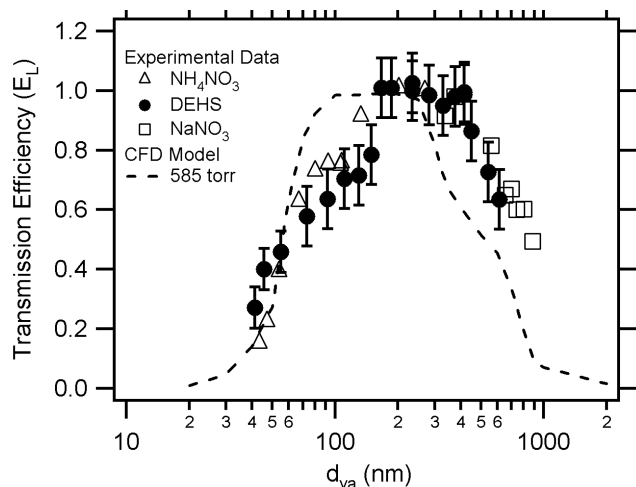 1.2
1.0
0.8
0.6
0.4
0.2
0.0
Transmission Efficiency (E_L)
Experimental Data
NH₄NO₃
DEHS
NaNO₃
CFD Model
585 torr
2 3 4 5 6 2 3 4 5 6 2
10 100 1000
d_va (nm)